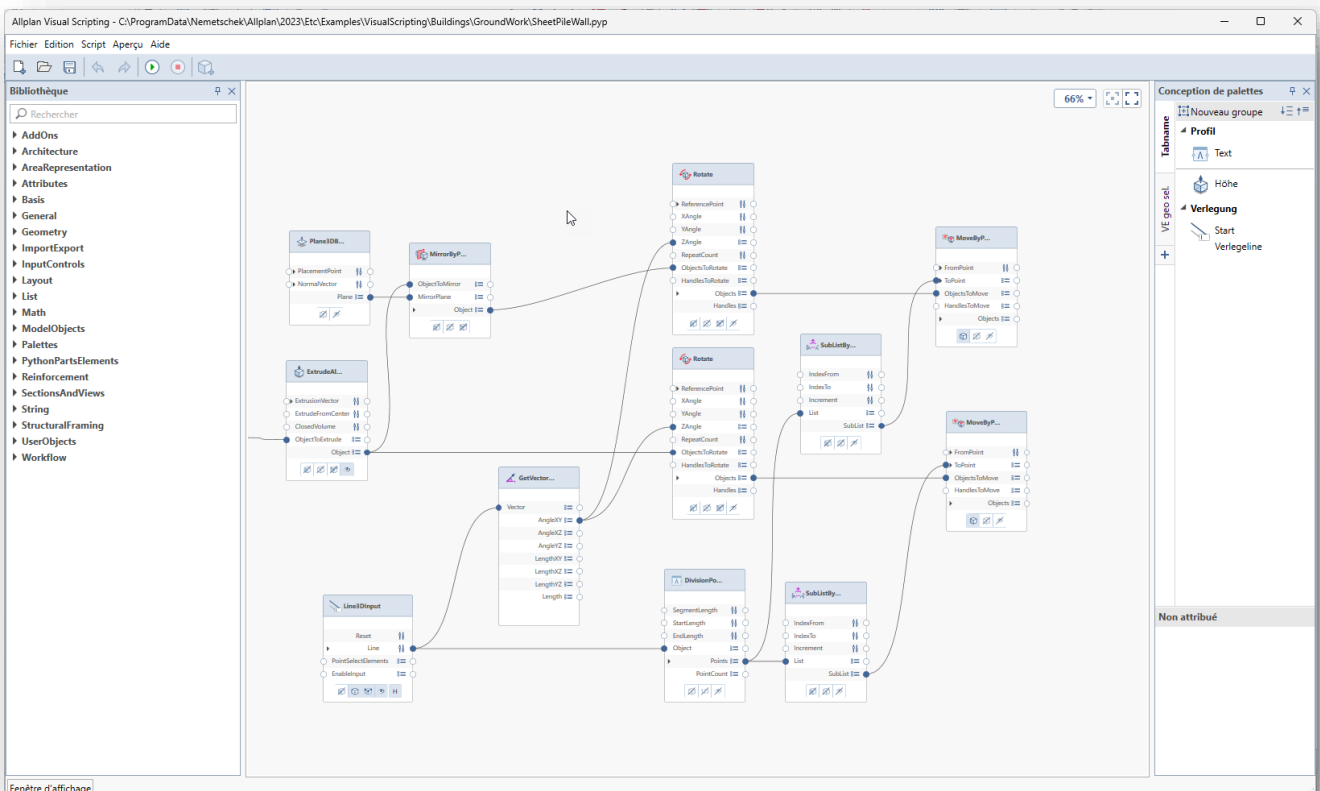 Allplan Visual Scripting - C:\ProgramData\Nemetschek\Allplan\2023\Etc\Examples\VisualScripting\Buildings\GroundWork\SheetPileWall.pyp
Fichier Edition Script Aperçu Aide
Bibliothèque
Rechercher
AddOns
Architecture
AreaRepresentation
Attributes
Basis
General
Geometry
ImportExport
InputControls
Layout
List
Math
ModelObjects
Palettes
PythonPartsElements
Reinforcement
SectionsAndViews
String
StructuralFraming
UserObjects
Workflow
66%
Plane3DB...
PlacementPoint
NormalVector
Plane
MirrorByP...
ObjectToMirror
MirrorPlane
Object
ExtrudeAl...
ExtrusionVector
ExtrudeFromCenter
ClosedVolume
ObjectToExtrude
Object
Rotate
ReferencePoint
XAngle
YAngle
ZAngle
RepeatCount
ObjectsToRotate
HandlesToRotate
Objects
Handles
Rotate
ReferencePoint
XAngle
YAngle
ZAngle
RepeatCount
ObjectsToRotate
HandlesToRotate
Objects
Handles
GetVector...
Vector
AngleXY
AngleXZ
AngleYZ
LengthXY
LengthXZ
LengthYZ
Length
Line3DInput
Reset
Line
PointSelectElements
EnableInput
H
DivisionPo...
SegmentLength
StartLength
EndLength
Object
Points
PointCount
SubListBy...
IndexFrom
IndexTo
Increment
List
SubList
SubListBy...
IndexFrom
IndexTo
Increment
List
SubList
MoveByP...
FromPoint
ToPoint
ObjectsToMove
HandlesToMove
Objects
MoveByP...
FromPoint
ToPoint
ObjectsToMove
HandlesToMove
Objects
Conception de palettes
Nouveau groupe
Tabname
VE geo sel.
Profil
Text
Höhe
Verlegung
Start
Verlegeline
Non attribué
Fenêtre d'affichage